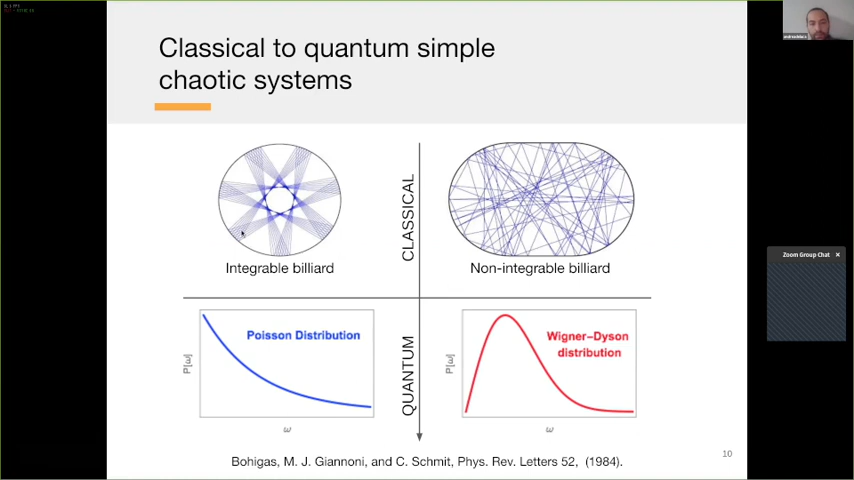 Classical to quantum simple
chaotic systems
CLASSICAL
Integrable billiard
Non-integrable billiard
Poisson Distribution
P[ω]
ω
QUANTUM
Wigner–Dyson
distribution
P[ω]
ω
Bohigas, M. J. Giannoni, and C. Schmit, Phys. Rev. Letters 52, (1984).
10
Zoom Group Chat